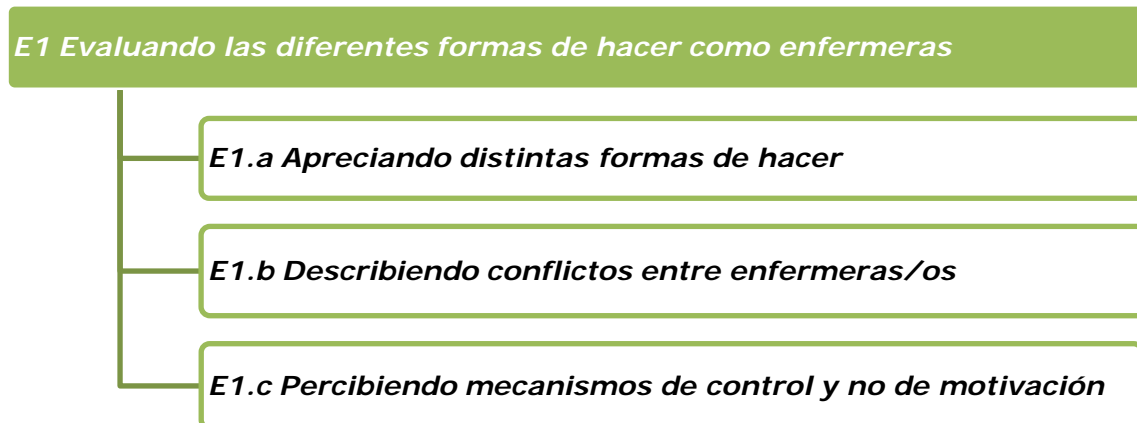 E1 Evaluando las diferentes formas de hacer como enfermeras
E1.a Apreciando distintas formas de hacer
E1.b Describiendo conflictos entre enfermeras/os
E1.c Percibiendo mecanismos de control y no de motivación